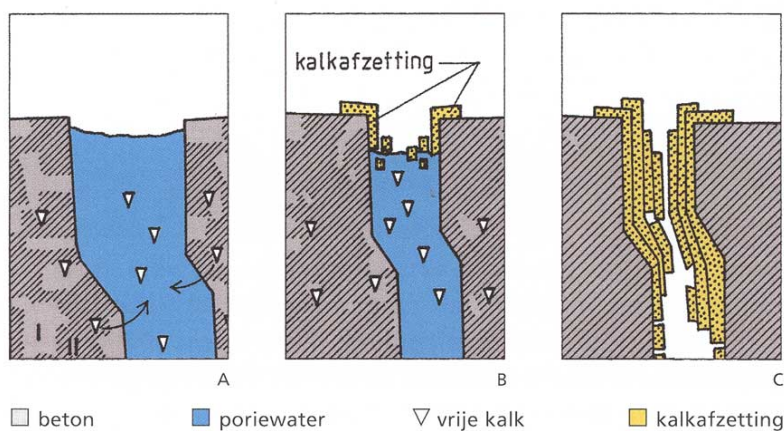 kalkafzetting
A
B
C
beton
poriewater
vrije kalk
kalkafzetting